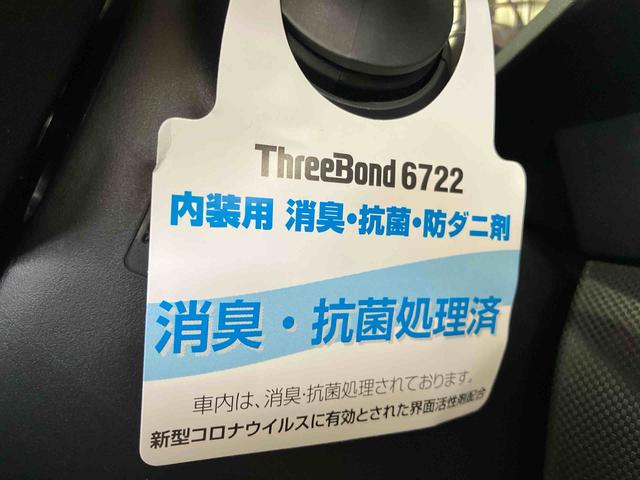 ThreeBond 6722
内装用 消臭・抗菌・防ダニ剤
消臭・抗菌処理済
車内は、消臭・抗菌処理されております。
新型コロナウイルスに有効とされた界面活性剤配合